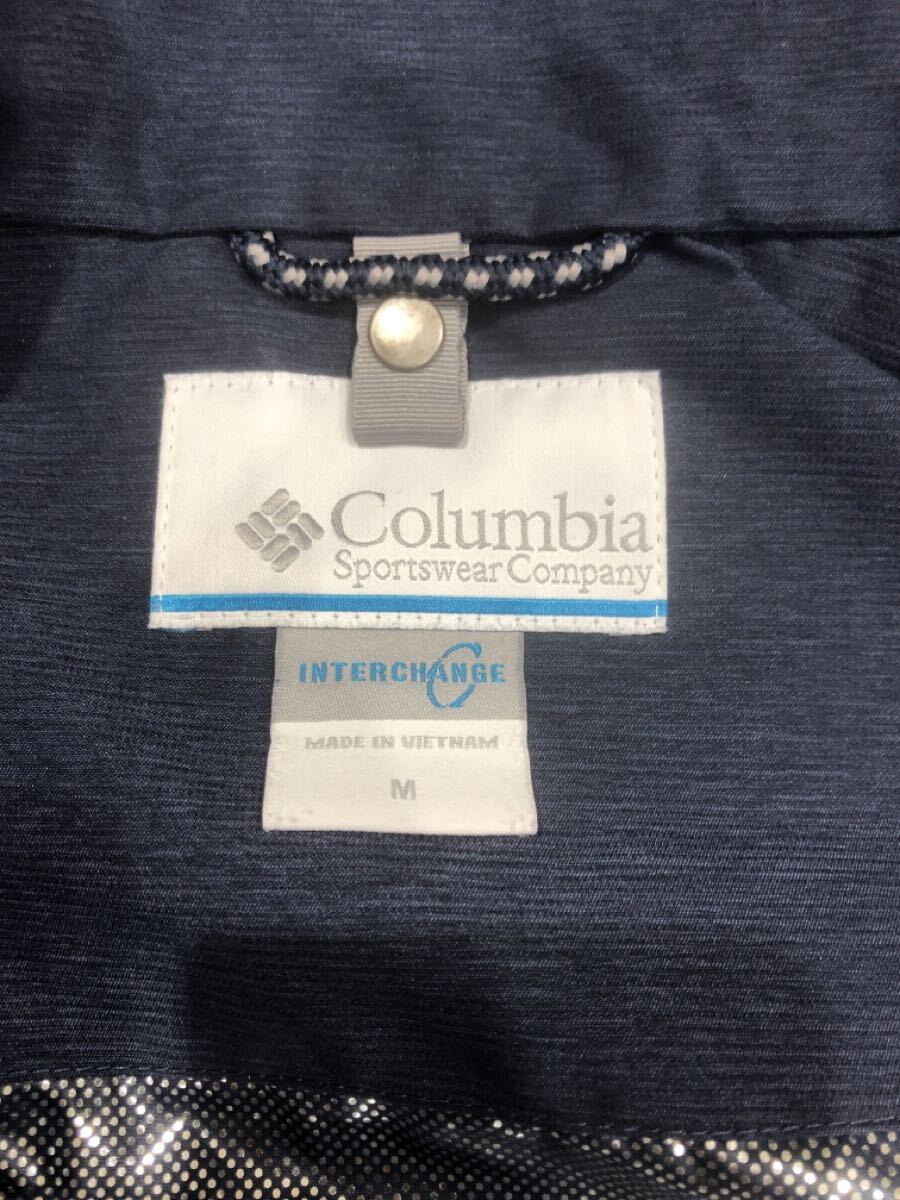 Columbia
Sportswear Company
INTERCHANGE
MADE IN VIETNAM
M